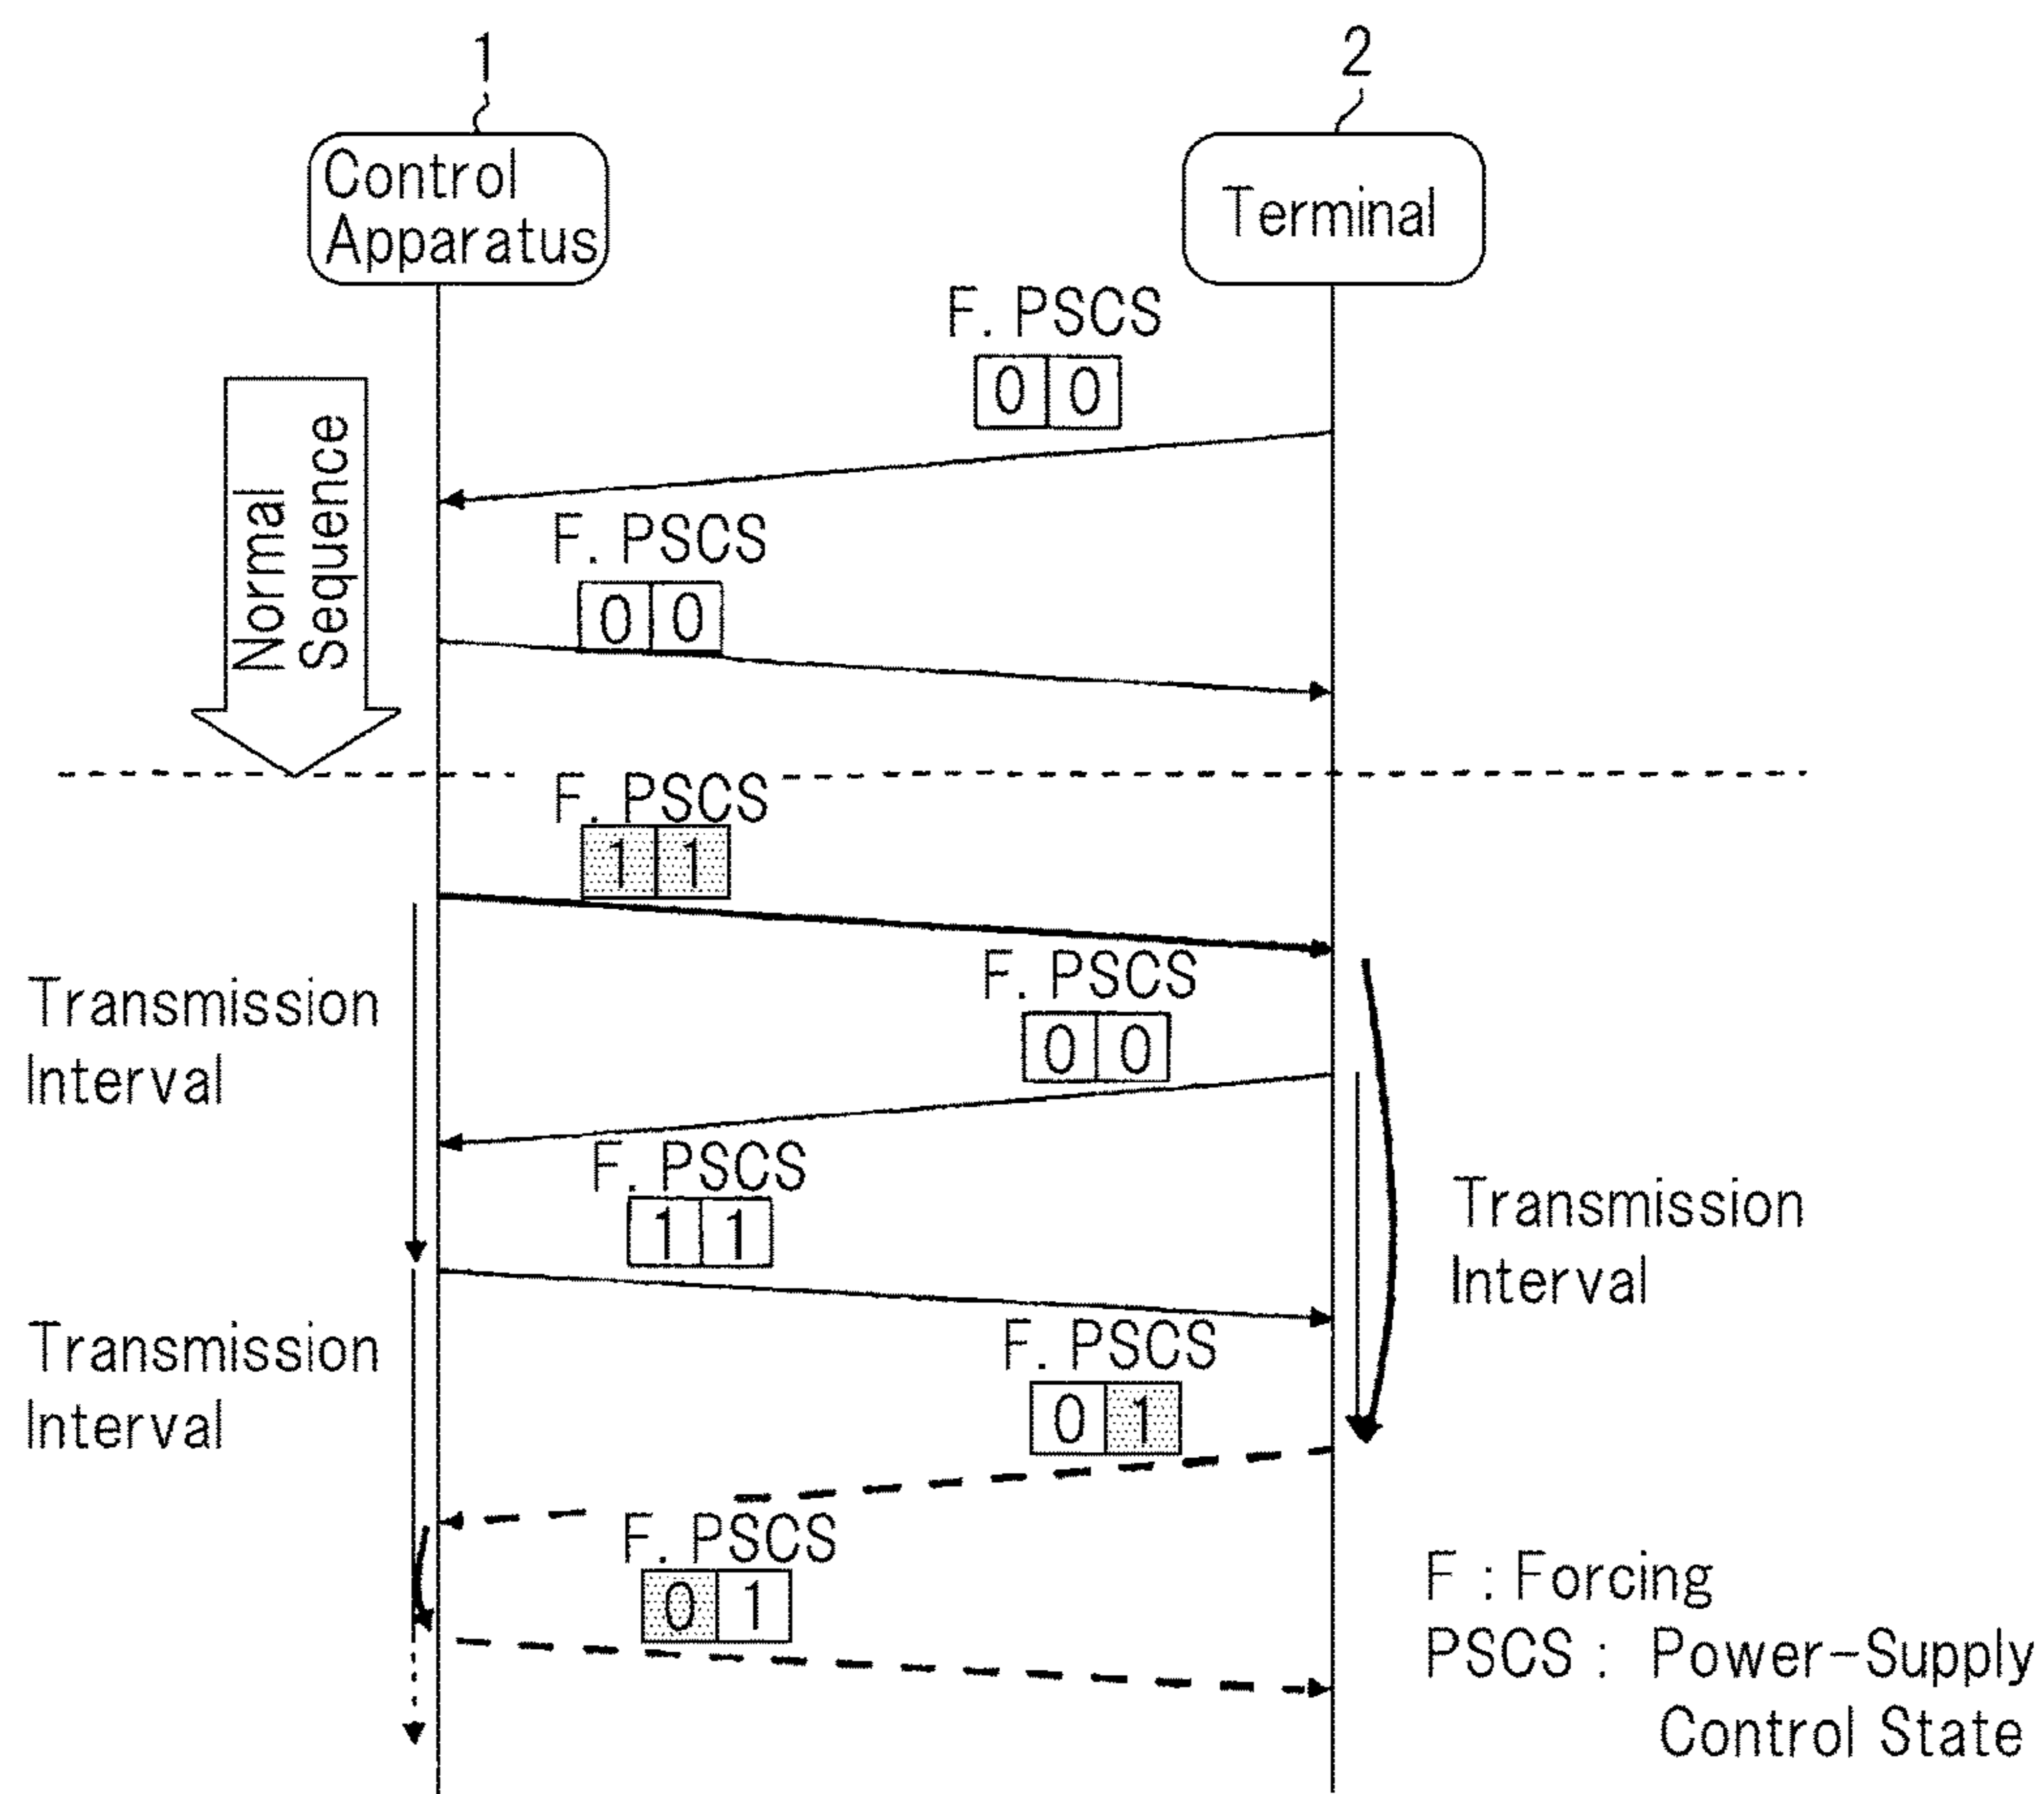 1
2
Control
Apparatus
Terminal
F. PSCS
0 0
Normal
Sequence
F. PSCS
0 0
F. PSCS
1 1
Transmission
Interval
F. PSCS
0 0
F. PSCS
1 1
Transmission
Interval
Transmission
Interval
F. PSCS
0 1
F. PSCS
0 1
F : Forcing
PSCS : Power-Supply
Control State